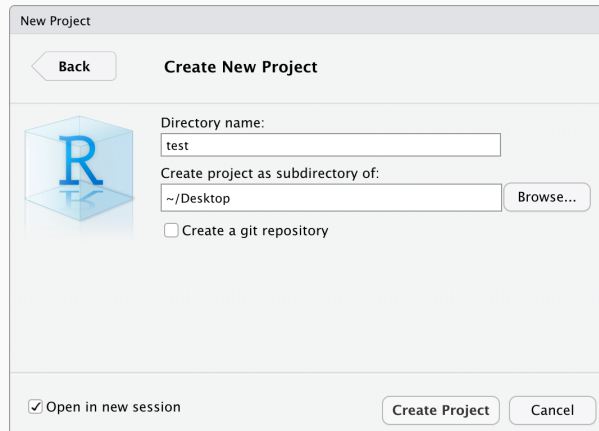 New Project
Back
Create New Project
R
Directory name:
test
Create project as subdirectory of:
~/Desktop
Browse...
Create a git repository
Open in new session
Create Project
Cancel